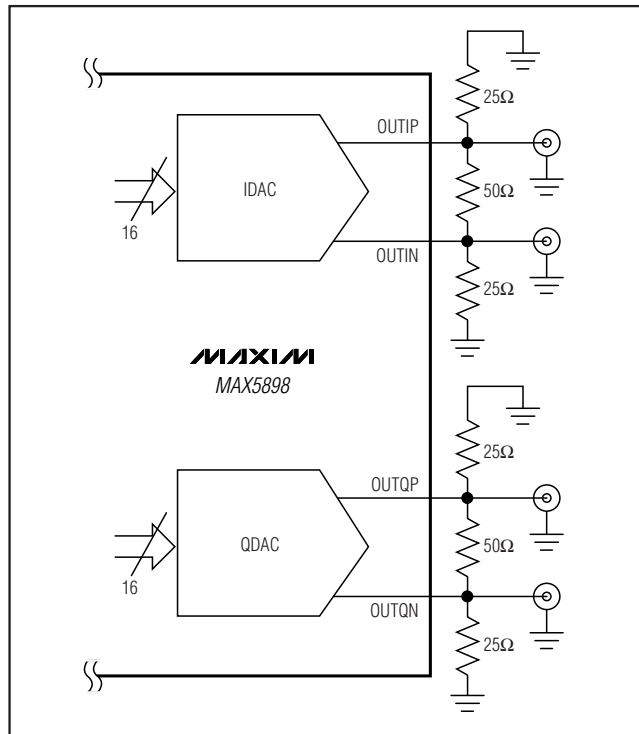 25Ω
OUTIP
IDAC
50Ω
16
OUTIN
25Ω
MAXIM
MAX5898
25Ω
OUTQP
QDAC
50Ω
16
OUTQN
25Ω